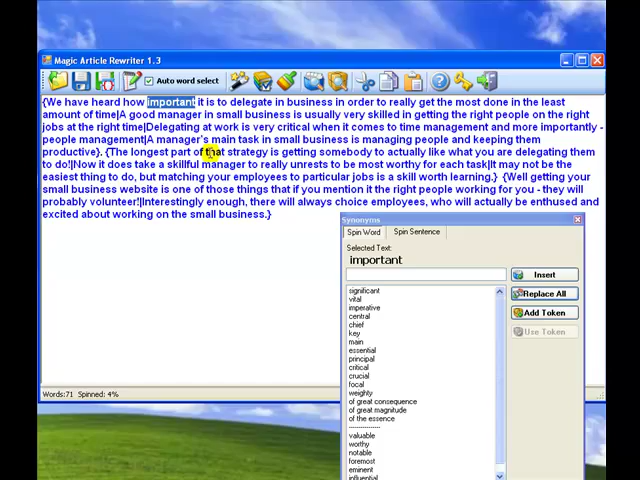 Magic Article Rewriter 1.3
Auto word select
{We have heard how important it is to delegate in business in order to really get the most done in the least
amount of time|A good manager in small business is usually very skilled in getting the right people on the right
jobs at the right time|Delegating at work is very critical when it comes to time management and more importantly -
people management|A manager's main task in small business is managing people and keeping them
productive}. {The longest part of that strategy is getting somebody to actually like what you are delegating them
to do!|Now it does take a skillful manager to really unrests to be most worthy for each task|It may not be the
easiest thing to do, but matching your employees to particular jobs is a skill worth learning.} {Well getting your
small business website is one of those things that if you mention it the right people working for you - they will
probably volunteer!|Interestingly enough, there will always choice employees, who will actually be enthused and
excited about working on the small business.}
Synonyms
Spin Word
Spin Sentence
Selected Text:
important
Insert
Replace All
Add Token
Use Token
significant
vital
imperative
central
chief
key
main
essential
principal
critical
crucial
focal
weighty
of great consequence
of great magnitude
of the essence
----------------
valuable
worthy
notable
foremost
eminent
influential
Words:71 Spinned: 4%